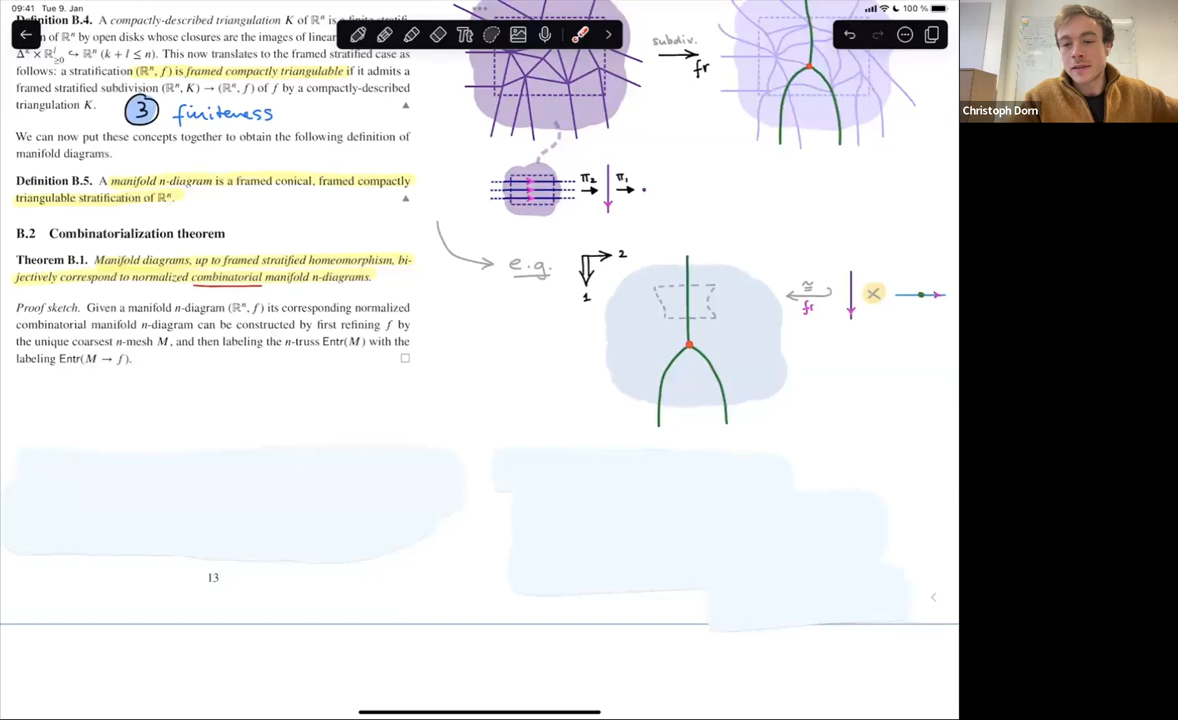 09:41 Tue 9. Jan
100 %
Definition B.4. A compactly-described triangulation K of ℝⁿ is
n of ℝⁿ by open disks whose closures are the images of linear
Δᵏ × ℝˡ≥0 ↪ ℝⁿ (k + l ≤ n). This now translates to the framed stratified case as
follows: a stratification (ℝⁿ, f) is framed compactly triangulable if it admits a
framed stratified subdivision (ℝⁿ, K) → (ℝⁿ, f) of f by a compactly-described
triangulation K. ▲
3 finiteness
We can now put these concepts together to obtain the following definition of
manifold diagrams.
Definition B.5. A manifold n-diagram is a framed conical, framed compactly
triangulable stratification of ℝⁿ. ▲
B.2 Combinatorialization theorem
Theorem B.1. Manifold diagrams, up to framed stratified homeomorphism, bi-
jectively correspond to normalized combinatorial manifold n-diagrams.
Proof sketch. Given a manifold n-diagram (ℝⁿ, f) its corresponding normalized
combinatorial manifold n-diagram can be constructed by first refining f by
the unique coarsest n-mesh M, and then labeling the n-truss Entr(M) with the
labeling Entr(M → f). □
13
subdiv.
fr
π₂
π₁
e.g.
2
1
≅
fr
×
Christoph Dorn